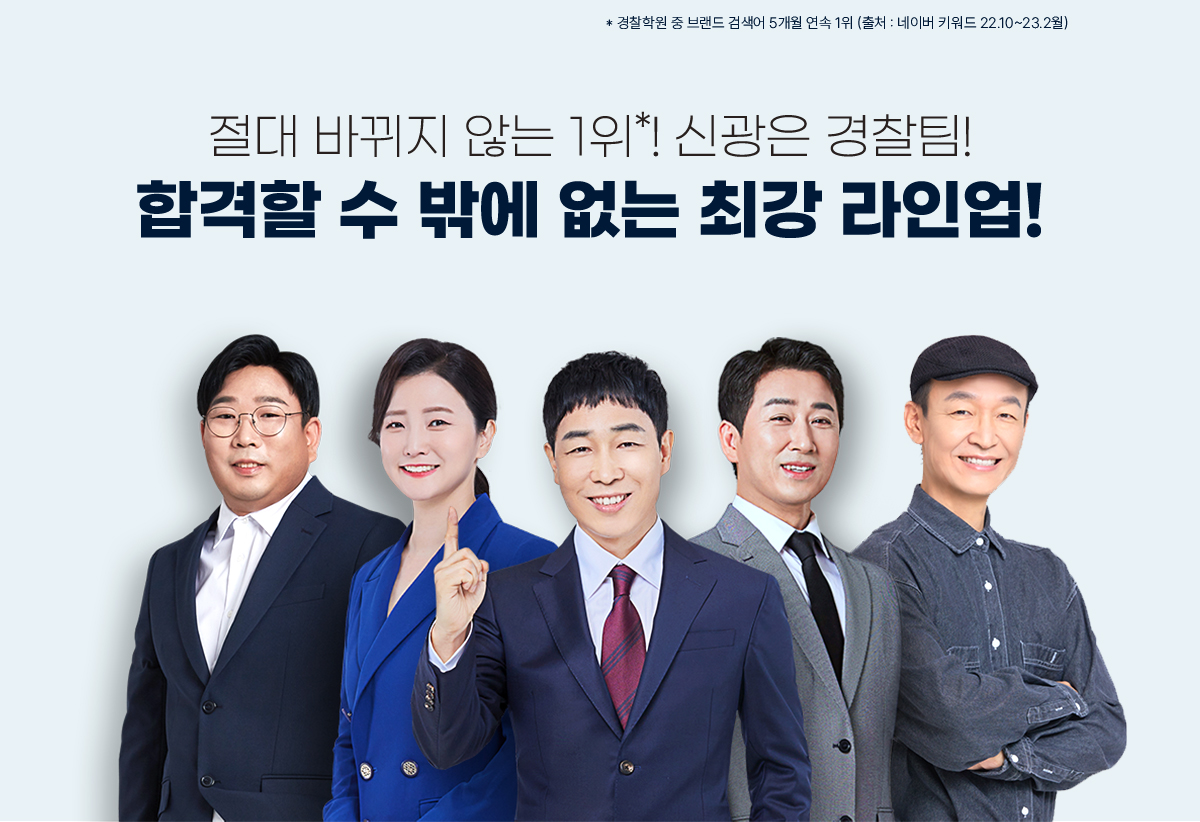 * 경찰학원 중 브랜드 검색어 5개월 연속 1위 (출처 : 네이버 키워드 22.10~23.2월)
절대 바뀌지 않는 1위*! 신광은 경찰팀!
합격할 수 밖에 없는 최강 라인업!